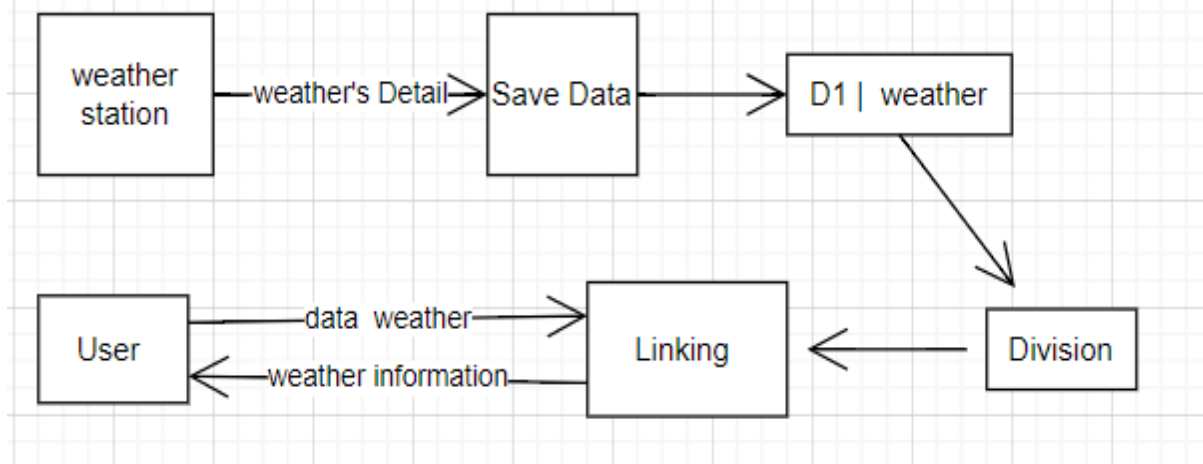 weather
station
weather's Detail
Save Data
D1 | weather
User
data weather
weather information
Linking
Division